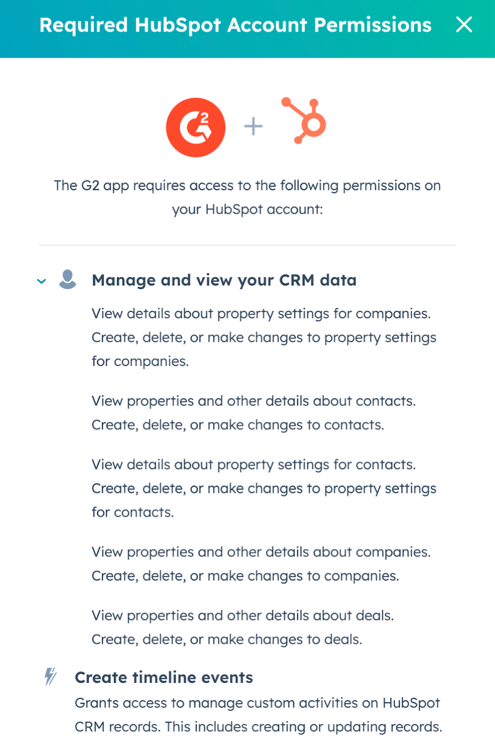 Required HubSpot Account Permissions
G2
The G2 app requires access to the following permissions on
your HubSpot account:
Manage and view your CRM data
View details about property settings for companies.
Create, delete, or make changes to property settings
for companies.
View properties and other details about contacts.
Create, delete, or make changes to contacts.
View details about property settings for contacts.
Create, delete, or make changes to property settings
for contacts.
View properties and other details about companies.
Create, delete, or make changes to companies.
View properties and other details about deals.
Create, delete, or make changes to deals.
Create timeline events
Grants access to manage custom activities on HubSpot
CRM records. This includes creating or updating records.